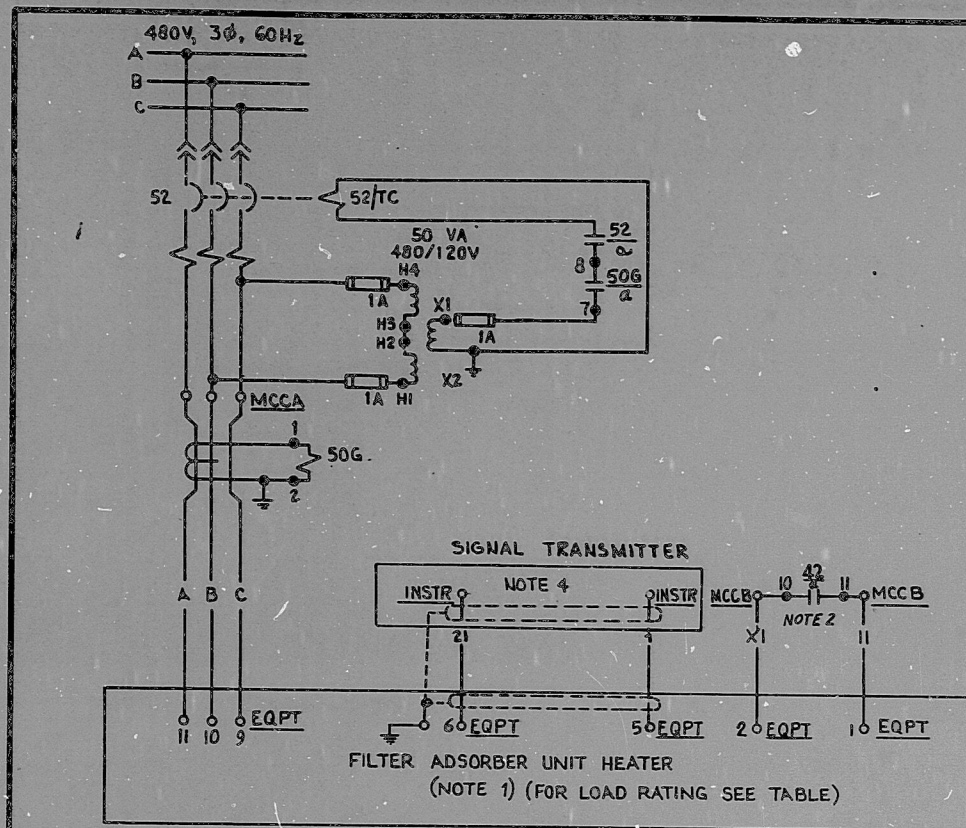 480V, 3Ø, 60Hz
A
B
C
52
52/TC
50 VA
480/120V
H4
1A
H3
H2
X1
1A
X2
1A
H1
52
a
8
50G
a
7
MCCA
1
50G
2
A B C
SIGNAL TRANSMITTER
INSTR NOTE 4 INSTR
21
MCCB 10 42 11 MCCB
a
NOTE 2
X1 11
11 10 9 EQPT
6 EQPT
5 EQPT
2 EQPT
1 EQPT
FILTER ADSORBER UNIT HEATER
(NOTE 1) (FOR LOAD RATING SEE TABLE)